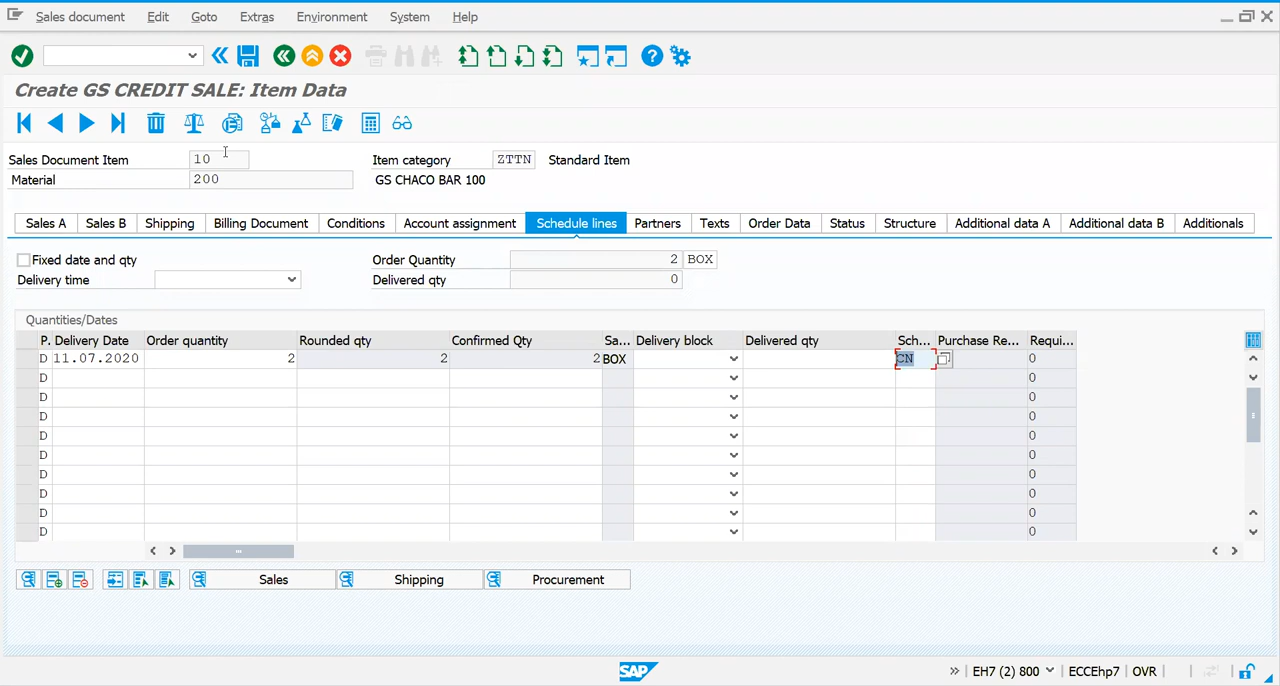 Sales document Edit Goto Extras Environment System Help
Create GS CREDIT SALE: Item Data
Sales Document Item 10 Item category ZTTN Standard Item
Material 200 GS CHACO BAR 100
Sales A Sales B Shipping Billing Document Conditions Account assignment Schedule lines Partners Texts Order Data Status Structure Additional data A Additional data B Additionals
Fixed date and qty Order Quantity 2 BOX
Delivery time Delivered qty 0
Quantities/Dates
P. Delivery Date Order quantity Rounded qty Confirmed Qty Sa... Delivery block Delivered qty Sch... Purchase Re... Requi...
D 11.07.2020 2 2 2 BOX CN 0
D 0
D 0
D 0
D 0
D 0
D 0
D 0
D 0
D 0
Sales Shipping Procurement
SAP EH7 (2) 800 ECCEhp7 OVR